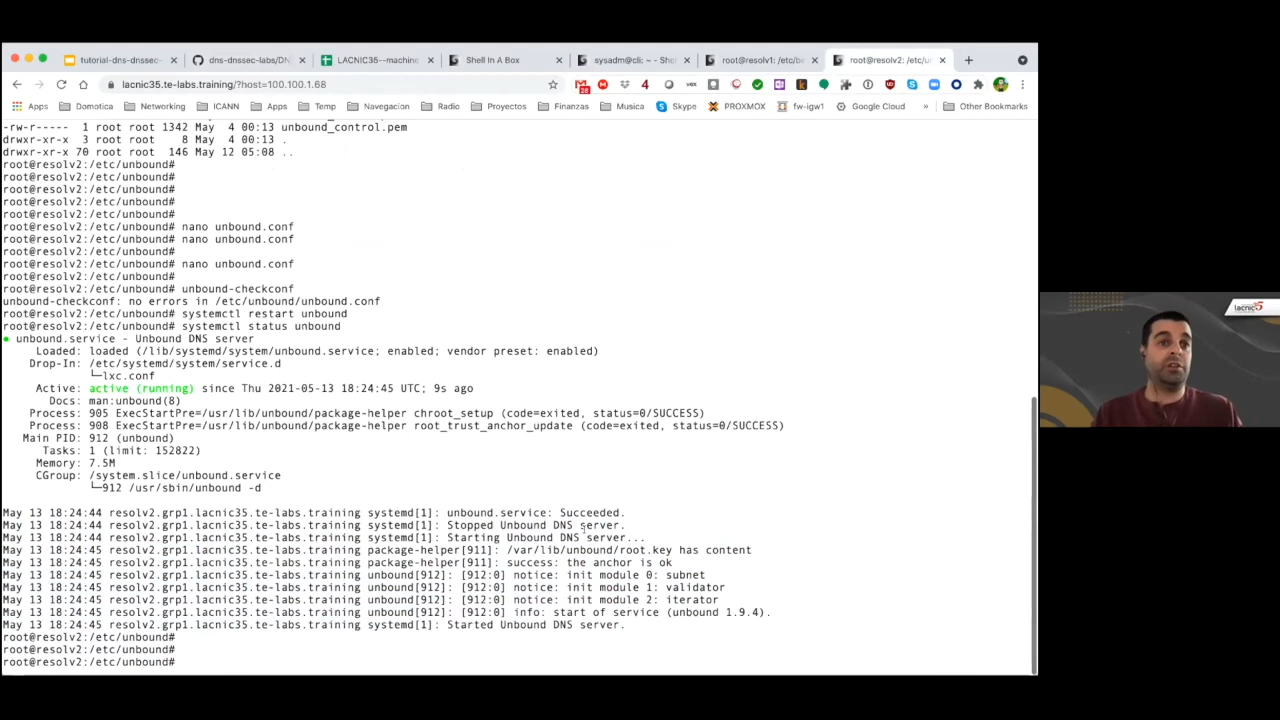 tutorial-dns-dnssec-
dns-dnssec-labs/DN
LACNIC35--machine
Shell In A Box
sysadm@cli: ~ - Shell
root@resolv1: /etc/be
root@resolv2: /etc/ur
lacnic35.te-labs.training/?host=100.100.1.68
Apps
Domotica
Networking
ICANN
Apps
Temp
Navegacion
Radio
Proyectos
Finanzas
Musica
Skype
PROXMOX
fw-igw1
Google Cloud
»
Other Bookmarks
-rw-r----- 1 root root 1342 May 4 00:13 unbound_control.pem
drwxr-xr-x 3 root root 8 May 4 00:13 .
drwxr-xr-x 70 root root 146 May 12 05:08 ..
root@resolv2:/etc/unbound#
root@resolv2:/etc/unbound#
root@resolv2:/etc/unbound#
root@resolv2:/etc/unbound#
root@resolv2:/etc/unbound#
root@resolv2:/etc/unbound# nano unbound.conf
root@resolv2:/etc/unbound# nano unbound.conf
root@resolv2:/etc/unbound#
root@resolv2:/etc/unbound# nano unbound.conf
root@resolv2:/etc/unbound#
root@resolv2:/etc/unbound# unbound-checkconf
unbound-checkconf: no errors in /etc/unbound/unbound.conf
root@resolv2:/etc/unbound# systemctl restart unbound
root@resolv2:/etc/unbound# systemctl status unbound
● unbound.service - Unbound DNS server
Loaded: loaded (/lib/systemd/system/unbound.service; enabled; vendor preset: enabled)
Drop-In: /etc/systemd/system/service.d
└─lxc.conf
Active: active (running) since Thu 2021-05-13 18:24:45 UTC; 9s ago
Docs: man:unbound(8)
Process: 905 ExecStartPre=/usr/lib/unbound/package-helper chroot_setup (code=exited, status=0/SUCCESS)
Process: 908 ExecStartPre=/usr/lib/unbound/package-helper root_trust_anchor_update (code=exited, status=0/SUCCESS)
Main PID: 912 (unbound)
Tasks: 1 (limit: 152822)
Memory: 7.5M
CGroup: /system.slice/unbound.service
└─912 /usr/sbin/unbound -d
May 13 18:24:44 resolv2.grp1.lacnic35.te-labs.training systemd[1]: unbound.service: Succeeded.
May 13 18:24:44 resolv2.grp1.lacnic35.te-labs.training systemd[1]: Stopped Unbound DNS server.
May 13 18:24:44 resolv2.grp1.lacnic35.te-labs.training systemd[1]: Starting Unbound DNS server...
May 13 18:24:45 resolv2.grp1.lacnic35.te-labs.training package-helper[911]: /var/lib/unbound/root.key has content
May 13 18:24:45 resolv2.grp1.lacnic35.te-labs.training package-helper[911]: success: the anchor is ok
May 13 18:24:45 resolv2.grp1.lacnic35.te-labs.training unbound[912]: [912:0] notice: init module 0: subnet
May 13 18:24:45 resolv2.grp1.lacnic35.te-labs.training unbound[912]: [912:0] notice: init module 1: validator
May 13 18:24:45 resolv2.grp1.lacnic35.te-labs.training unbound[912]: [912:0] notice: init module 2: iterator
May 13 18:24:45 resolv2.grp1.lacnic35.te-labs.training unbound[912]: [912:0] info: start of service (unbound 1.9.4).
May 13 18:24:45 resolv2.grp1.lacnic35.te-labs.training systemd[1]: Started Unbound DNS server.
root@resolv2:/etc/unbound#
root@resolv2:/etc/unbound#
root@resolv2:/etc/unbound#
lacnic